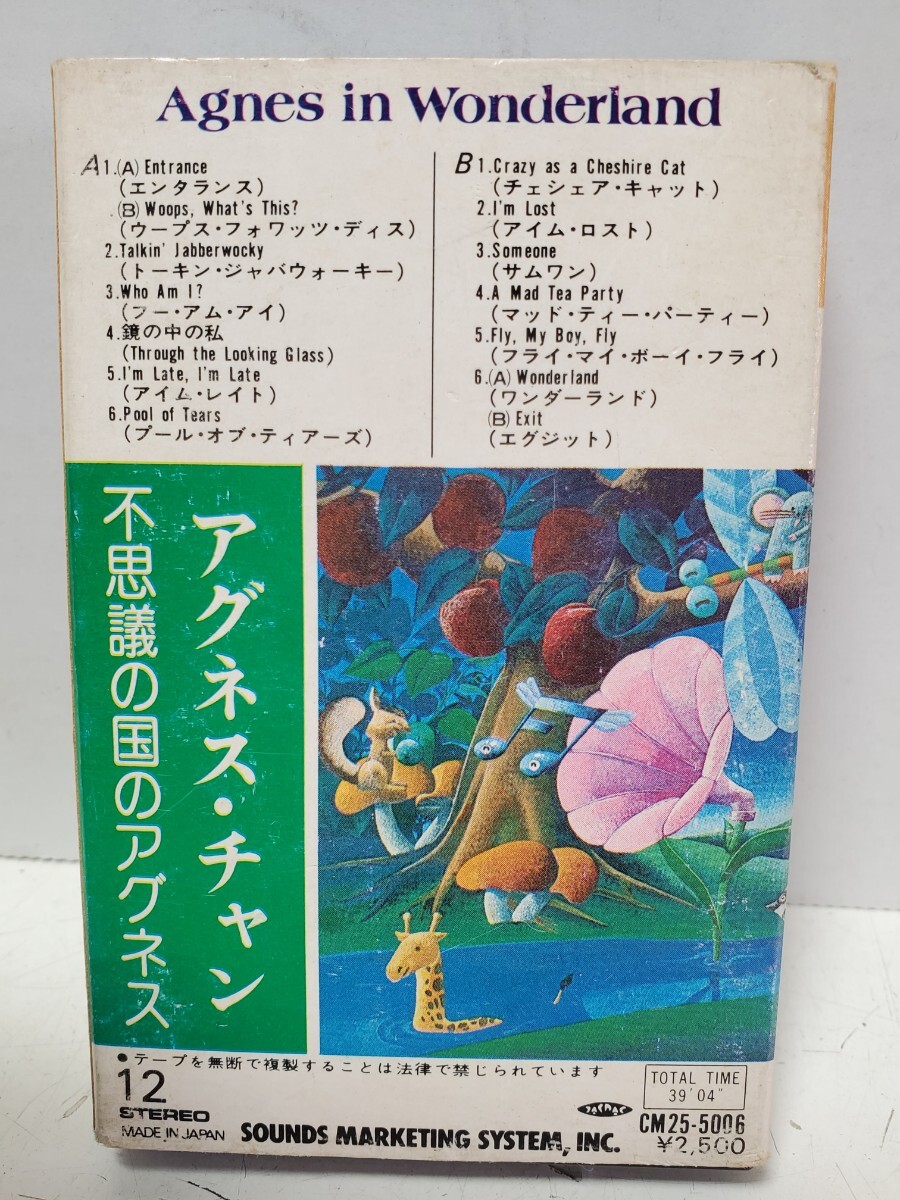 Agnes in Wonderland
A 1.(A) Entrance
(エンタランス)
(B) Woops, What's This?
(ウープス・フォワッツ・ディス)
2.Talkin' Jabberwocky
(トーキン・ジャバウォーキー)
3.Who Am I?
(フー・アム・アイ)
4.鏡の中の私
(Through the Looking Glass)
5.I'm Late, I'm Late
(アイム・レイト)
6.Pool of Tears
(プール・オブ・ティアーズ)
B 1.Crazy as a Cheshire Cat
(チェシェア・キャット)
2.I'm Lost
(アイム・ロスト)
3.Someone
(サムワン)
4.A Mad Tea Party
(マッド・ティー・パーティー)
5.Fly, My Boy, Fly
(フライ・マイ・ボーイ・フライ)
6.(A) Wonderland
(ワンダーランド)
(B) Exit
(エグジット)
アグネス・チャン
不思議の国のアグネス
●テープを無断で複製することは法律で禁じられています
12
STEREO
MADE IN JAPAN
SOUNDS MARKETING SYSTEM, INC.
TOTAL TIME
39'04"
CM25-5006
¥2,500